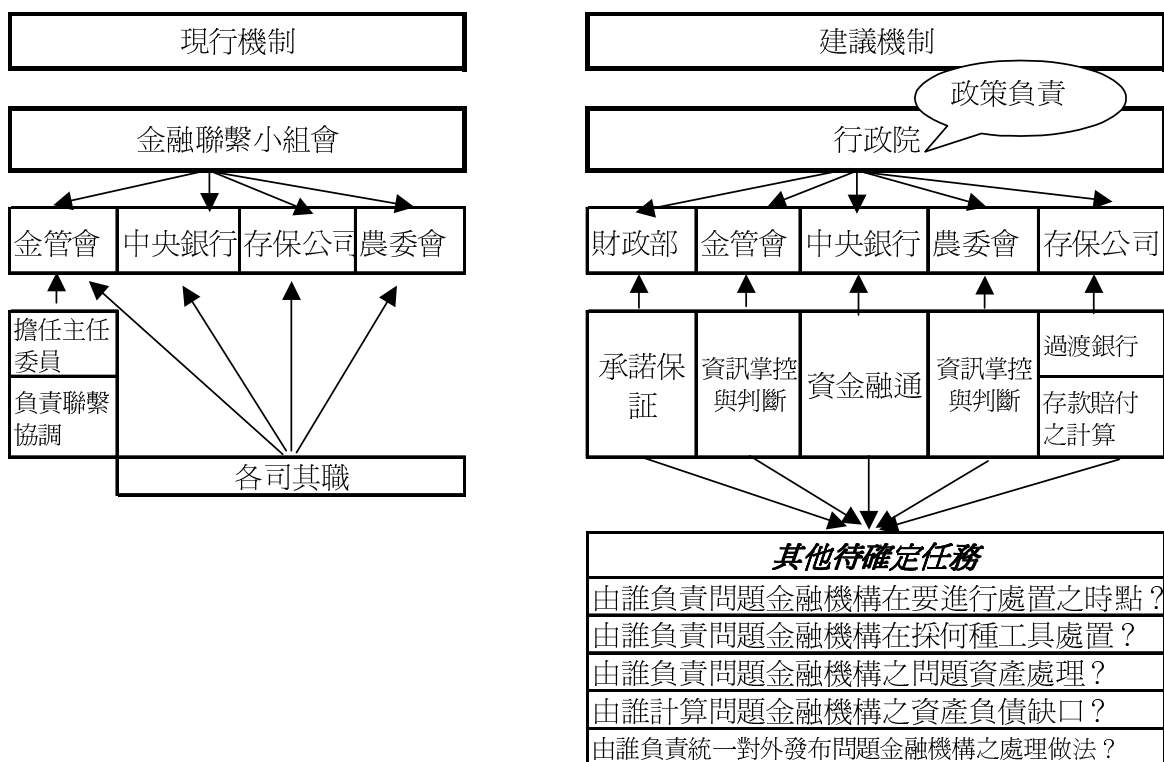 現行機制
金融聯繫小組會
金管會
中央銀行
存保公司
農委會
擔任主任
委員
負責聯繫
協調
各司其職
建議機制
政策負責
行政院
財政部
金管會
中央銀行
農委會
存保公司
承諾保
証
資訊掌控
與判斷
資金融通
資訊掌控
與判斷
過渡銀行
存款賠付
之計算
其他待確定任務
由誰負責問題金融機構在要進行處置之時點？
由誰負責問題金融機構在採何種工具處置？
由誰負責問題金融機構之問題資產處理？
由誰計算問題金融機構之資產負債缺口？
由誰負責統一對外發布問題金融機構之處理做法？